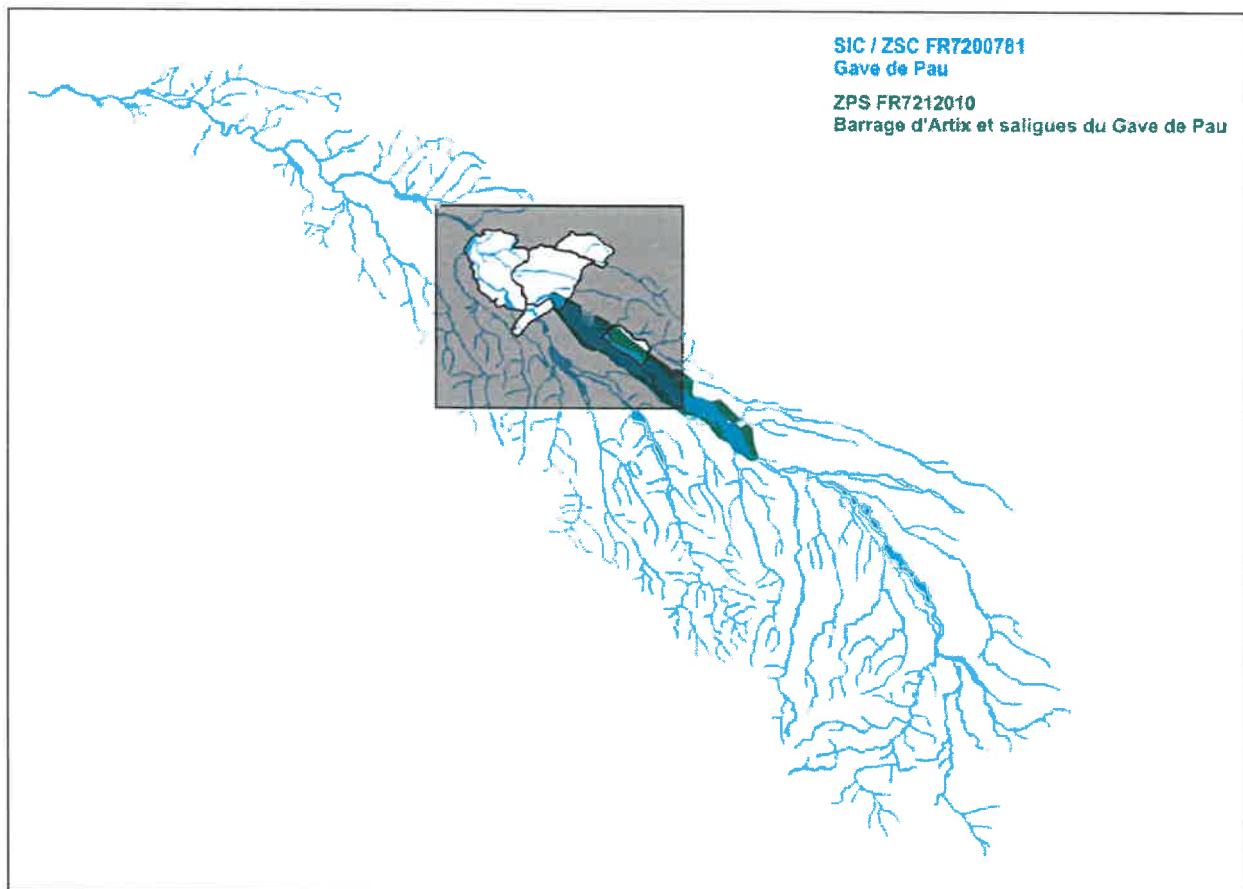 SIC / ZSC FR7200781
Gave de Pau
ZPS FR7212010
Barrage d'Artix et saligues du Gave de Pau